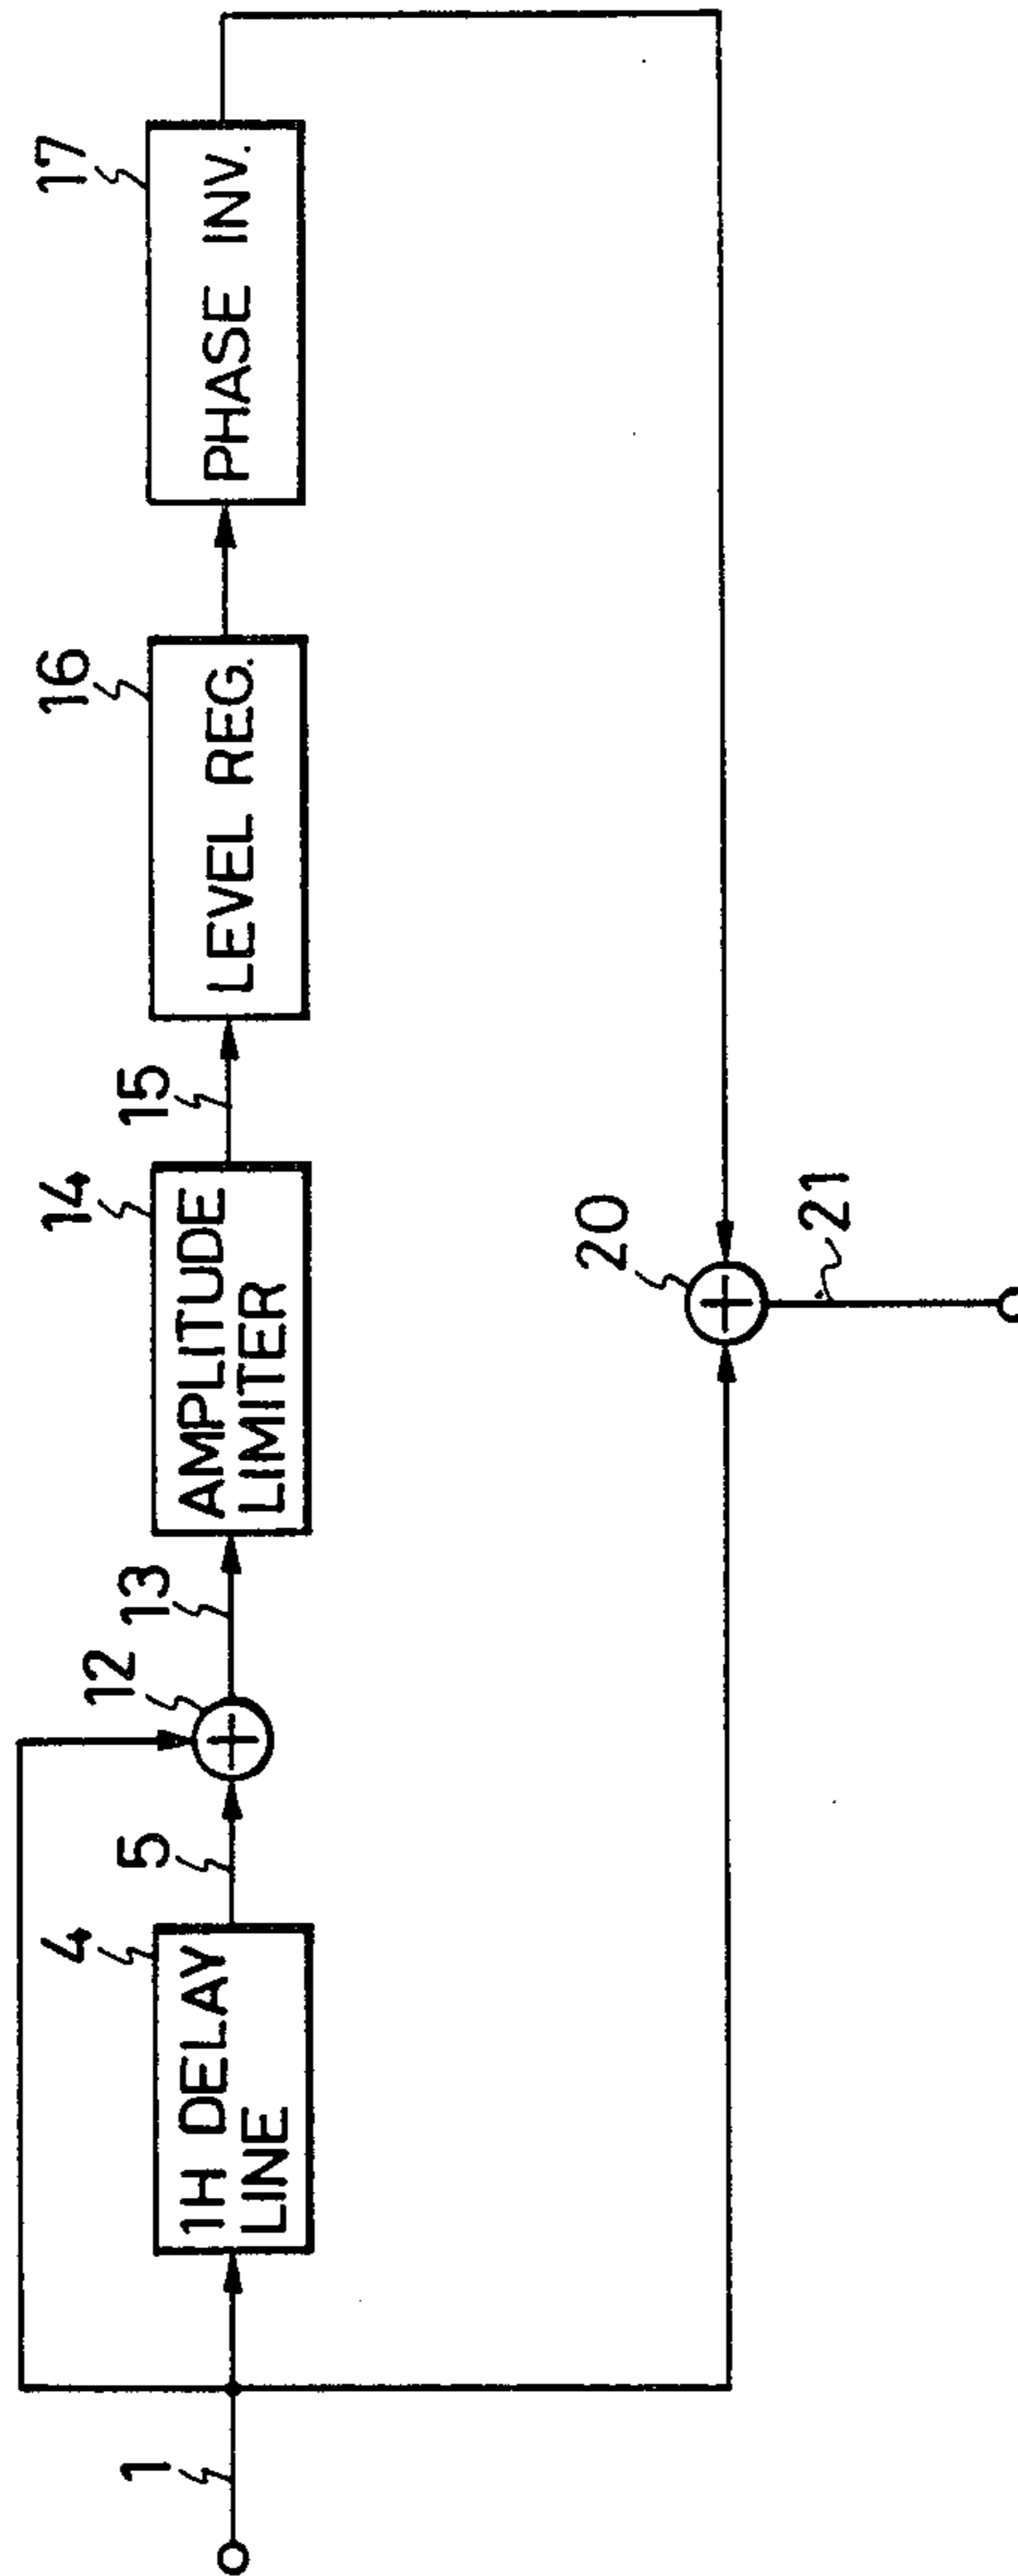 1
4
1H DELAY
LINE
5
12
13
14
AMPLITUDE
LIMITER
15
16
LEVEL REG.
17
PHASE INV.
20
21